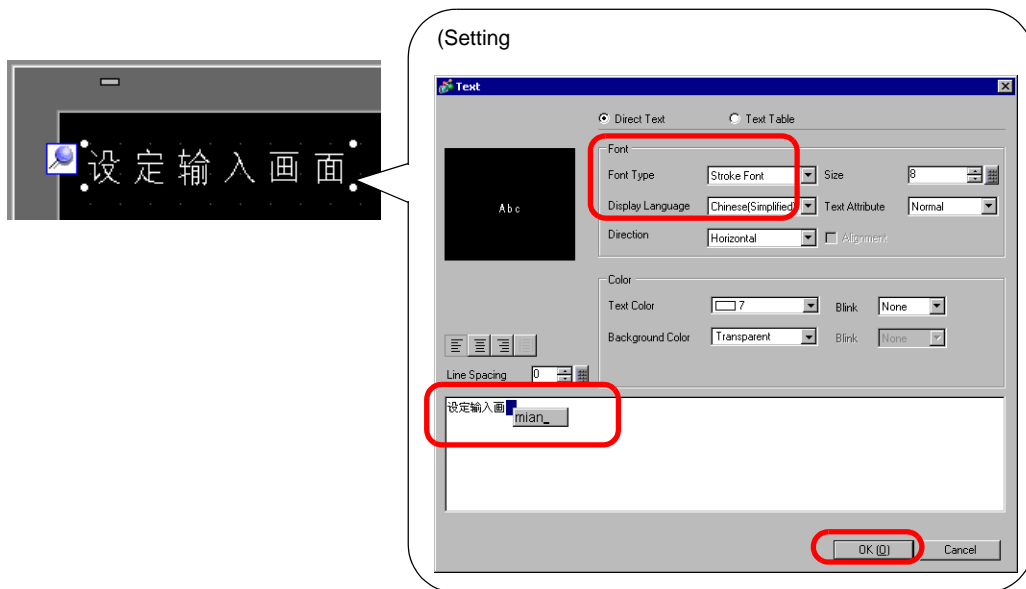 (Setting
设定输入画面
Text
Direct Text Text Table
Font
Font Type Stroke Font Size 8
Display Language Chinese(Simplified) Text Attribute Normal
Direction Horizontal Alignment
Abc
Color
Text Color 7 Blink None
Background Color Transparent Blink None
Line Spacing 0
设定输入画 mian_
OK (O) Cancel